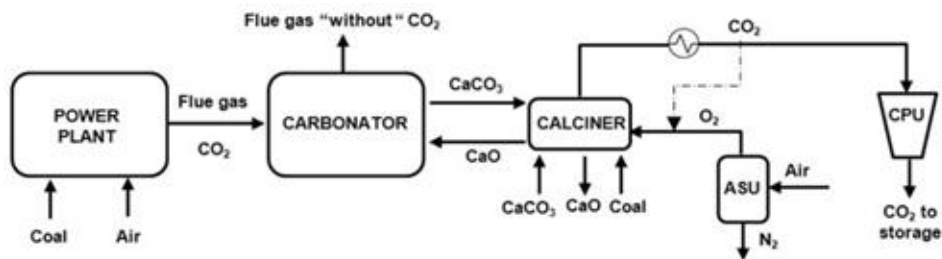 Flue gas “without“ CO₂
CO₂
CaCO₃
Flue gas
POWER
PLANT
CARBONATOR
CALCINER
O₂
CPU
CO₂
CaO
Air
ASU
CaCO₃ CaO Coal
Coal Air
N₂
CO₂ to
storage